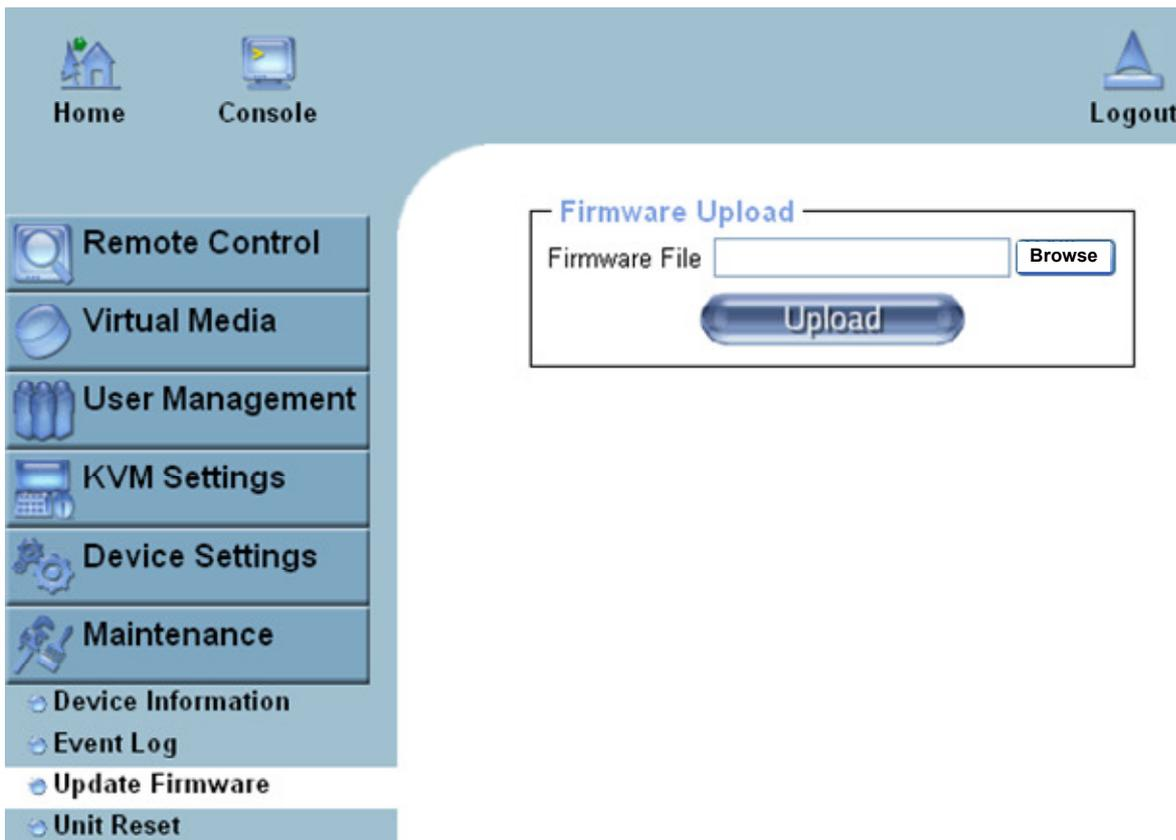 Home
Console
Logout
Remote Control
Virtual Media
User Management
KVM Settings
Device Settings
Maintenance
Device Information
Event Log
Update Firmware
Unit Reset
Firmware Upload
Firmware File
Browse
Upload